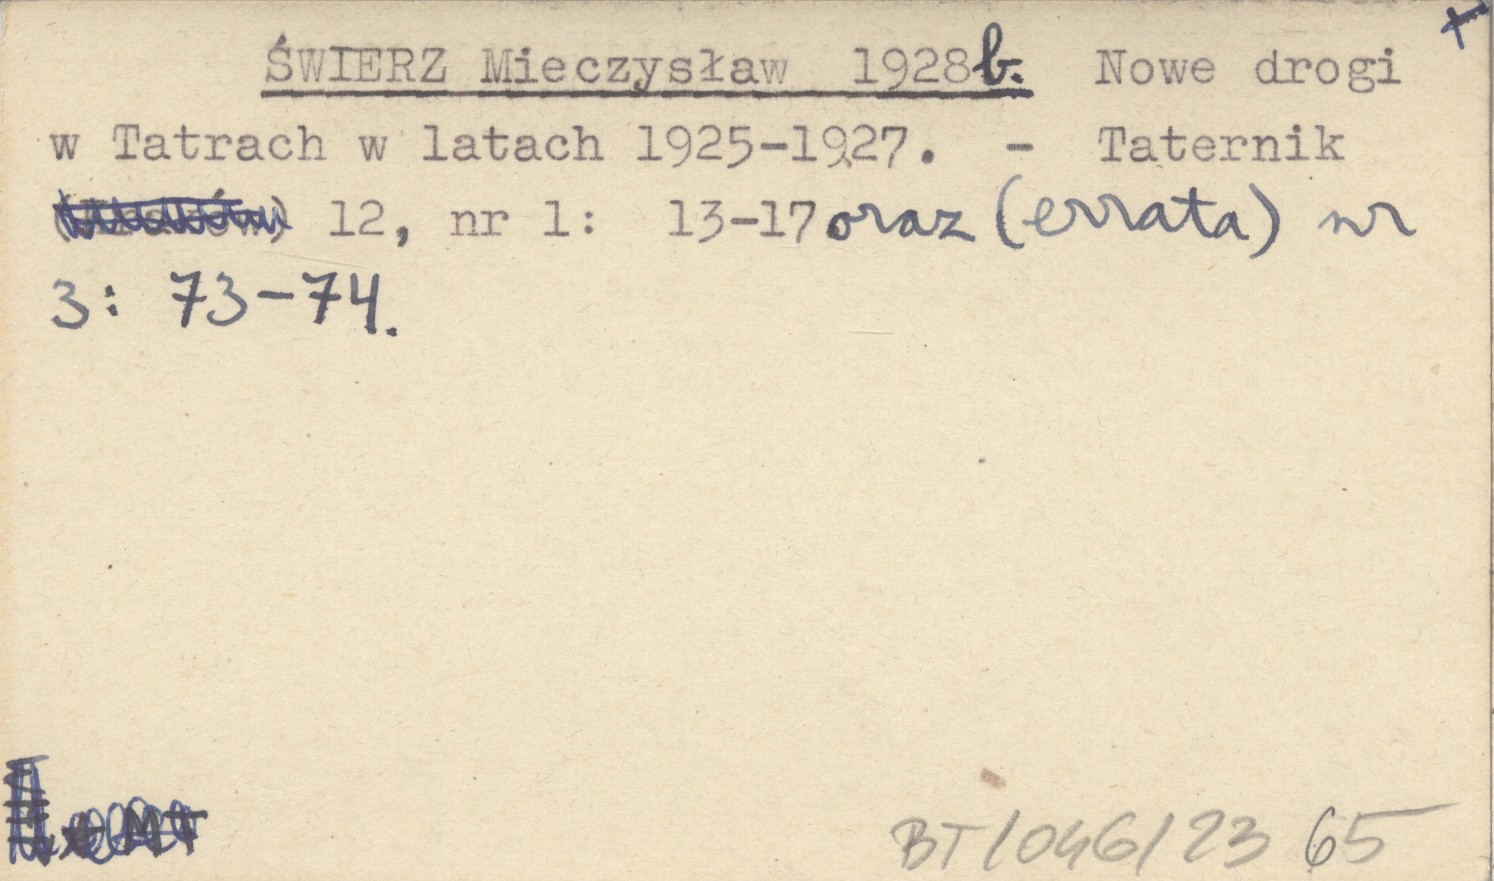 ŚWIERZ Mieczysław 1928b. Nowe drogi
w Tatrach w latach 1925-1927. - Taternik
12, nr 1: 13-17 oraz (errata) nr
3: 73-74.
BT/046/23 65